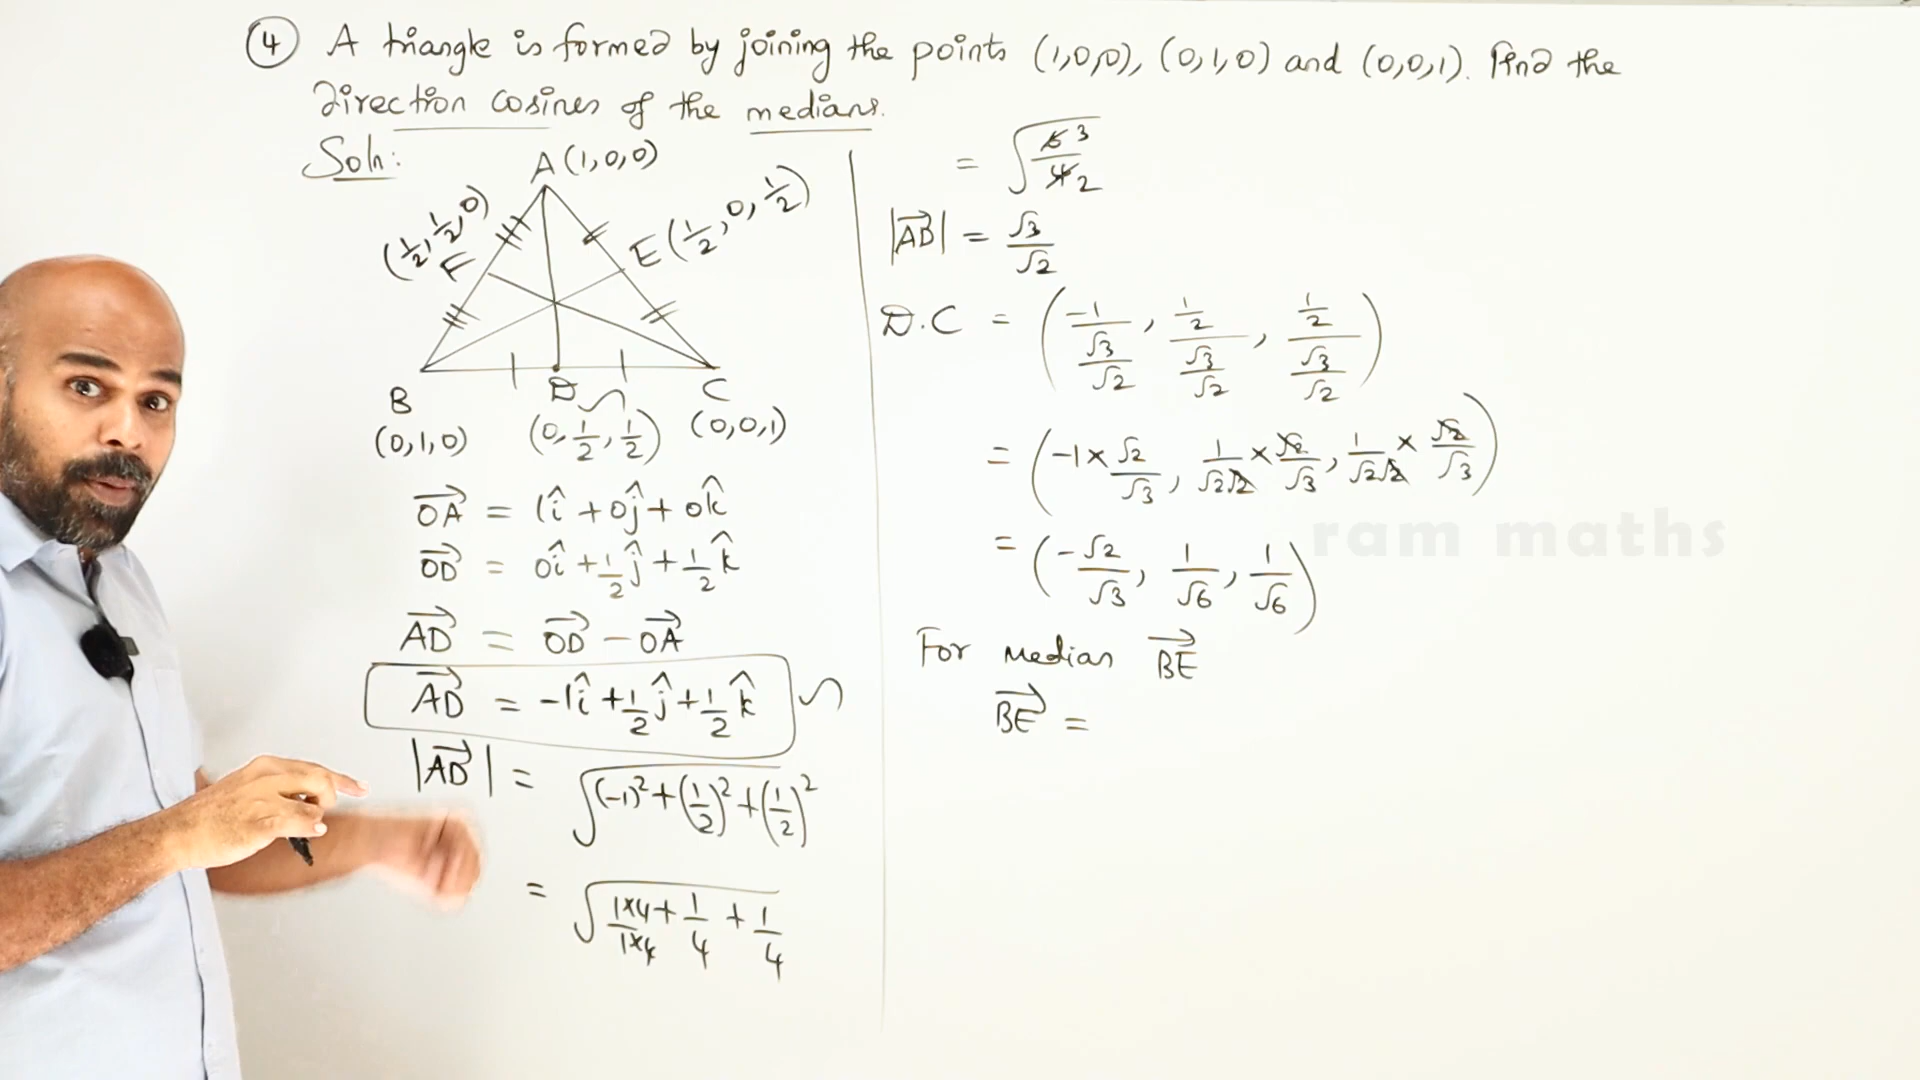 ④ A triangle is formed by joining the points (1,0,0), (0,1,0) and (0,0,1). Find the
direction cosines of the medians.
Soln:
A(1,0,0)
(1/2, 1/2, 0)
F
E(1/2, 0, 1/2)
B
D
C
(0,1,0)
(0, 1/2, 1/2)
(0,0,1)
OA⃗ = 1î + 0ĵ + 0k̂
OD⃗ = 0î + 1/2 ĵ + 1/2 k̂
AD⃗ = OD⃗ − OA⃗
AD⃗ = −1î + 1/2 ĵ + 1/2 k̂
|AD⃗| = √((−1)² + (1/2)² + (1/2)²)
= √((1×4)/(1×4) + 1/4 + 1/4)
= √(6 3/4 2)
|AD⃗| = √3/√2
D.C = (−1/(√3/√2), (1/2)/(√3/√2), (1/2)/(√3/√2))
= (−1 × √2/√3, 1/(√2√2) × √2/√3, 1/(√2√2) × √2/√3)
= (−√2/√3, 1/√6, 1/√6)
ram maths
For median BE⃗
BE⃗ =